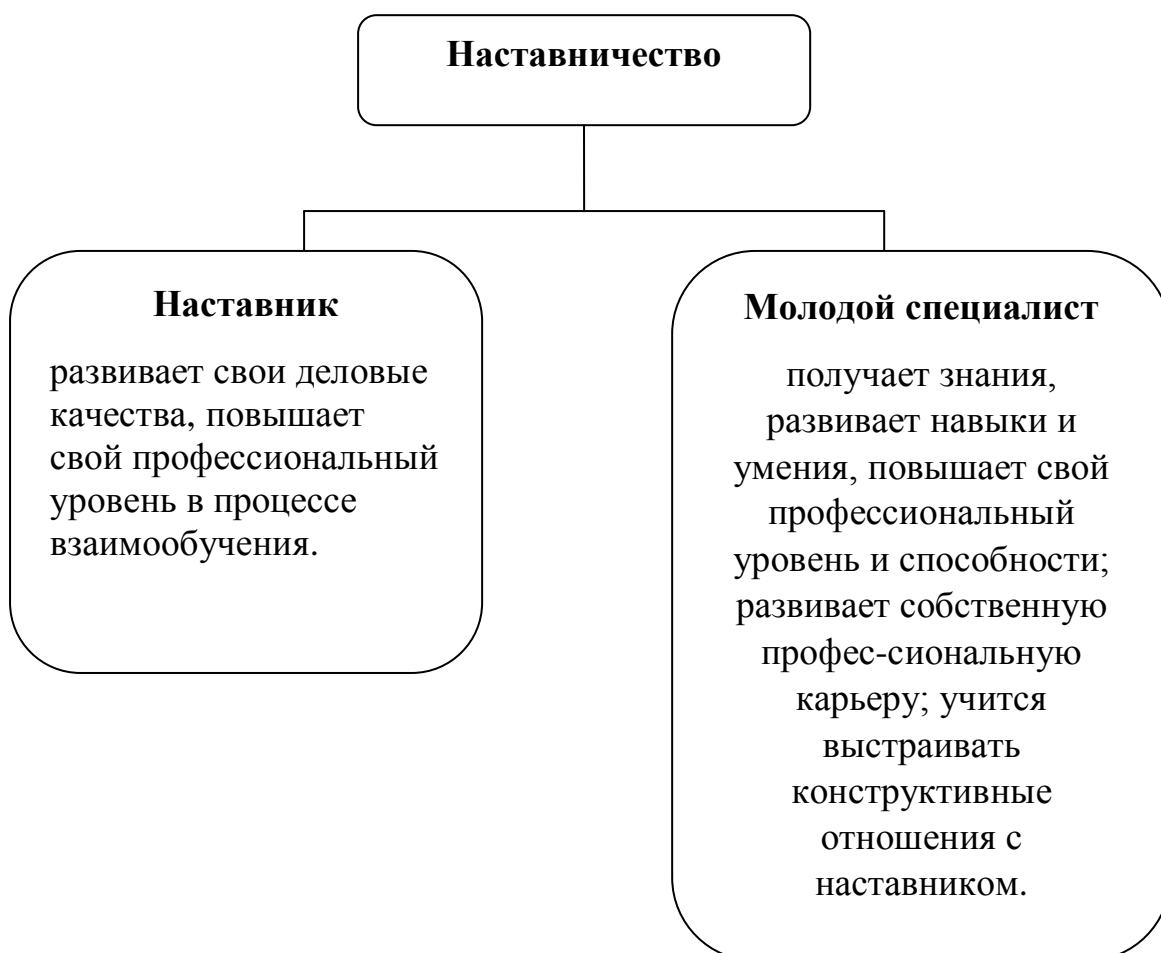 Наставничество
Наставник
развивает свои деловые
качества, повышает
свой профессиональный
уровень в процессе
взаимообучения.
Молодой специалист
получает знания,
развивает навыки и
умения, повышает свой
профессиональный
уровень и способности;
развивает собственную
профес-сиональную
карьеру; учится
выстраивать
конструктивные
отношения с
наставником.